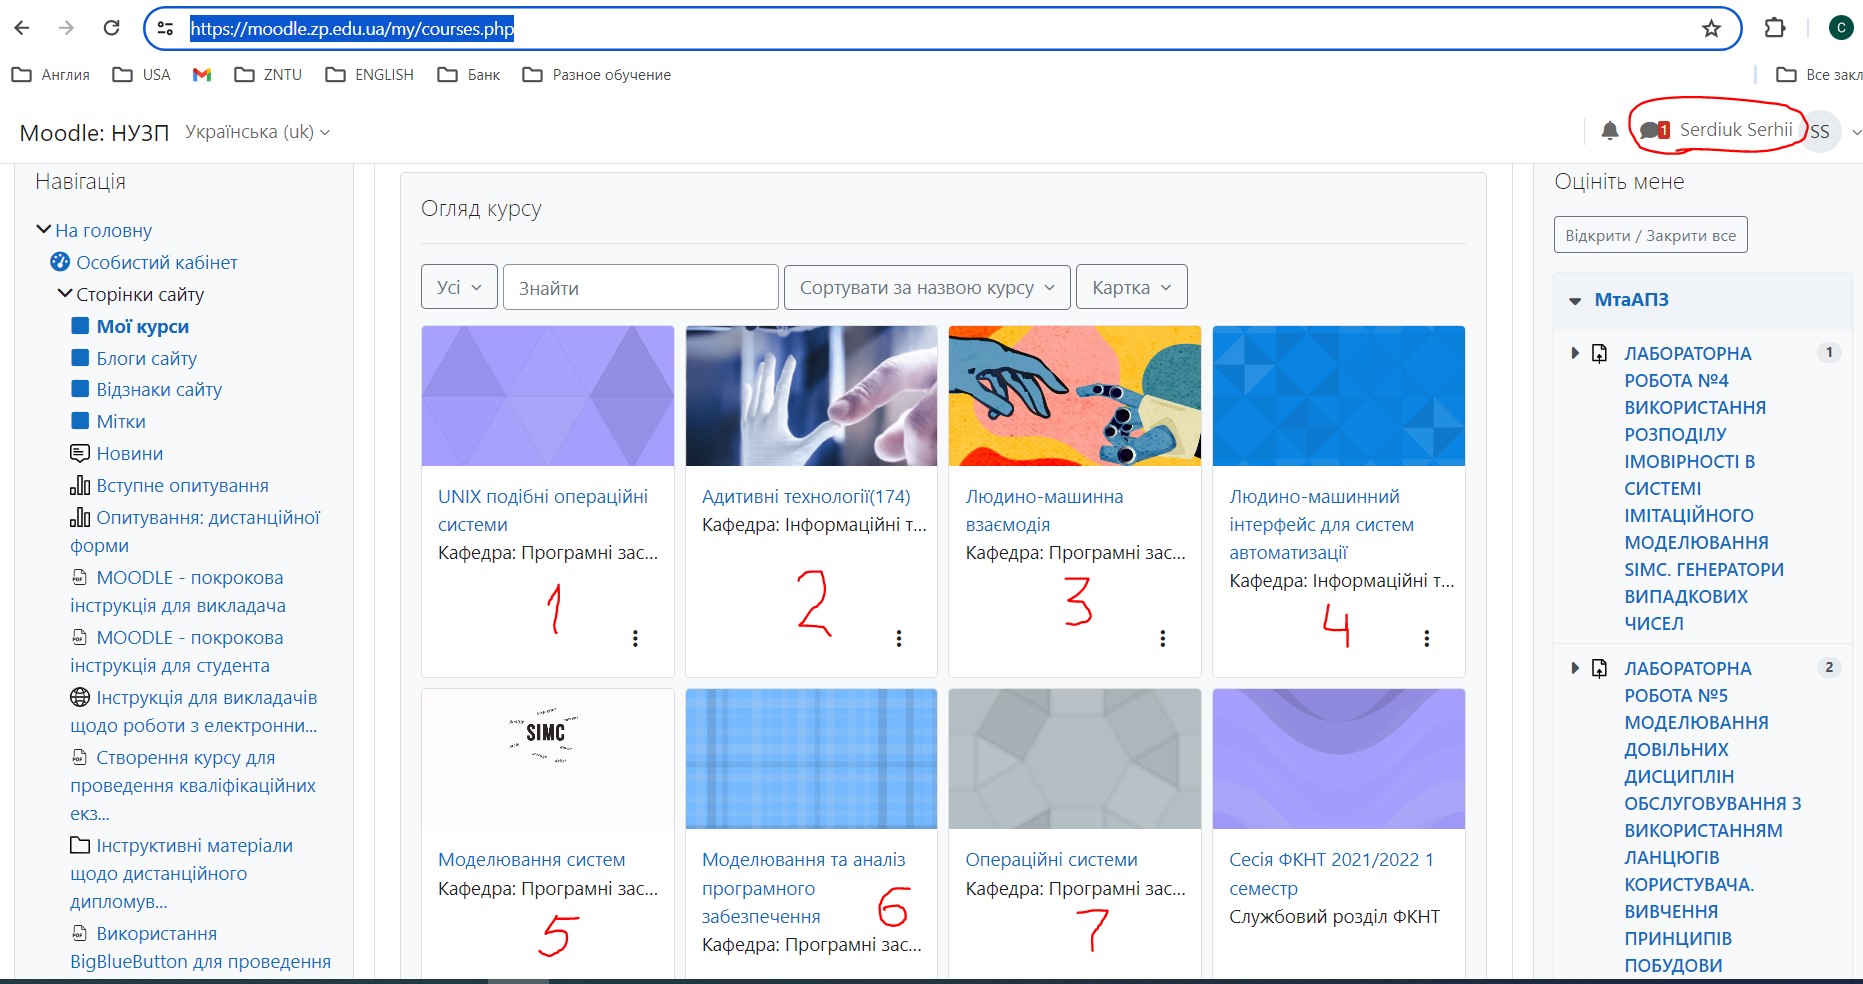 https://moodle.zp.edu.ua/my/courses.php
C
Англия
USA
ZNTU
ENGLISH
Банк
Разное обучение
Все закл
Moodle: НУЗП
Українська (uk)
1
Serdiuk Serhii
SS
Навігація
На головну
Особистий кабінет
Сторінки сайту
Мої курси
Блоги сайту
Відзнаки сайту
Мітки
Новини
Вступне опитування
Опитування: дистанційної
форми
MOODLE - покрокова
інструкція для викладача
MOODLE - покрокова
інструкція для студента
Інструкція для викладачів
щодо роботи з електронни...
Створення курсу для
проведення кваліфікаційних
екз...
Інструктивні матеріали
щодо дистанційного
дипломув...
Використання
BigBlueButton для проведення
Огляд курсу
Усі
Знайти
Сортувати за назвою курсу
Картка
UNIX подібні операційні
системи
Кафедра: Програмні зас...
1
Адитивні технології(174)
Кафедра: Інформаційні т...
2
Людино-машинна
взаємодія
Кафедра: Програмні зас...
3
Людино-машинний
інтерфейс для систем
автоматизації
Кафедра: Інформаційні т...
4
SIMC
Моделювання систем
Кафедра: Програмні зас...
5
Моделювання та аналіз
програмного
забезпечення
Кафедра: Програмні зас...
6
Операційні системи
Кафедра: Програмні зас...
7
Сесія ФКНТ 2021/2022 1
семестр
Службовий розділ ФКНТ
Оцініть мене
Відкрити / Закрити все
МтаАПЗ
ЛАБОРАТОРНА
РОБОТА №4
ВИКОРИСТАННЯ
РОЗПОДІЛУ
ІМОВІРНОСТІ В
СИСТЕМІ
ІМІТАЦІЙНОГО
МОДЕЛЮВАННЯ
SIMC. ГЕНЕРАТОРИ
ВИПАДКОВИХ
ЧИСЕЛ
1
ЛАБОРАТОРНА
РОБОТА №5
МОДЕЛЮВАННЯ
ДОВІЛЬНИХ
ДИСЦИПЛІН
ОБСЛУГОВУВАННЯ З
ВИКОРИСТАННЯМ
ЛАНЦЮГІВ
КОРИСТУВАЧА.
ВИВЧЕННЯ
ПРИНЦИПІВ
ПОБУДОВИ
2